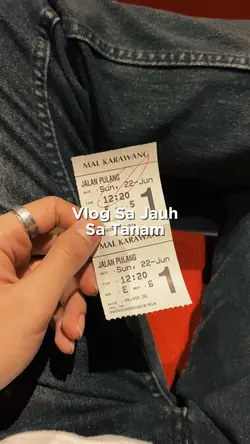 MAL KARAWANG
JALAN PULANG
Sun, 22-Jun
12:20
E 5
1
Vlog Sa Jauh
Sa Tanam
MAL KARAWANG
JALAN PULANG
Sun, 22-Jun
12:20
E 6
1